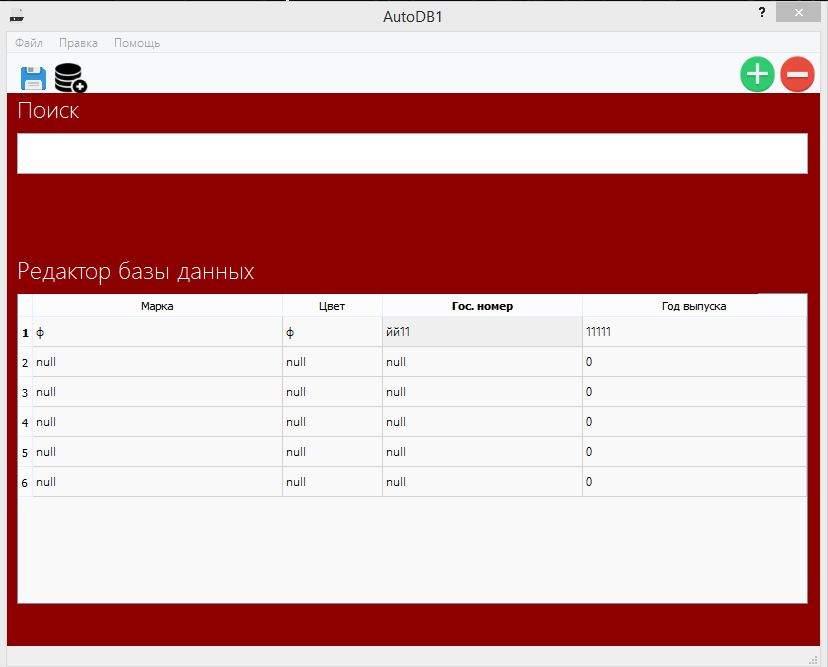 AutoDB1
?
Файл Правка Помощь
Поиск
Редактор базы данных
Марка Цвет Гос. номер Год выпуска
1 ф ф йй11 11111
2 null null null 0
3 null null null 0
4 null null null 0
5 null null null 0
6 null null null 0